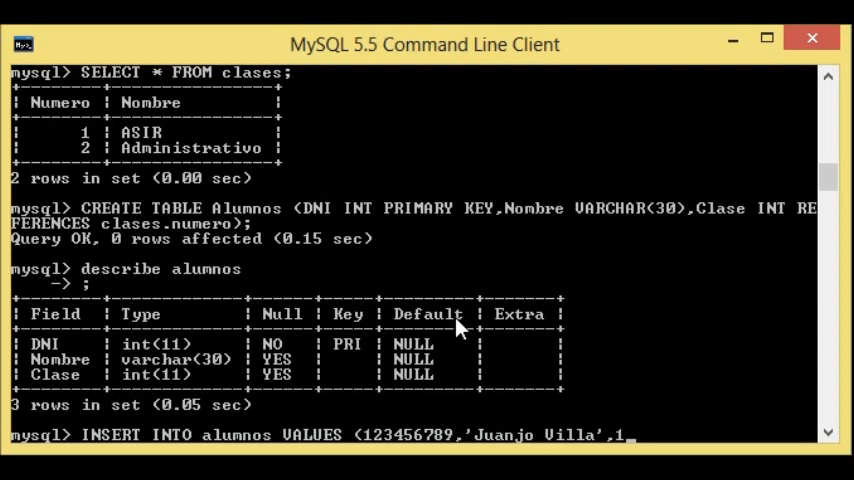 MySQL 5.5 Command Line Client
mysql> SELECT * FROM clases;
+--------+----------------+
| Numero | Nombre         |
+--------+----------------+
|      1 | ASIR           |
|      2 | Administrativo |
+--------+----------------+
2 rows in set (0.00 sec)
mysql> CREATE TABLE Alumnos (DNI INT PRIMARY KEY,Nombre VARCHAR(30),Clase INT RE
FERENCES clases.numero);
Query OK, 0 rows affected (0.15 sec)
mysql> describe alumnos
    -> ;
+--------+-------------+------+-----+---------+-------+
| Field  | Type        | Null | Key | Default | Extra |
+--------+-------------+------+-----+---------+-------+
| DNI    | int(11)     | NO   | PRI | NULL    |       |
| Nombre | varchar(30) | YES  |     | NULL    |       |
| Clase  | int(11)     | YES  |     | NULL    |       |
+--------+-------------+------+-----+---------+-------+
3 rows in set (0.05 sec)
mysql> INSERT INTO alumnos VALUES (123456789,'Juanjo Villa',1_